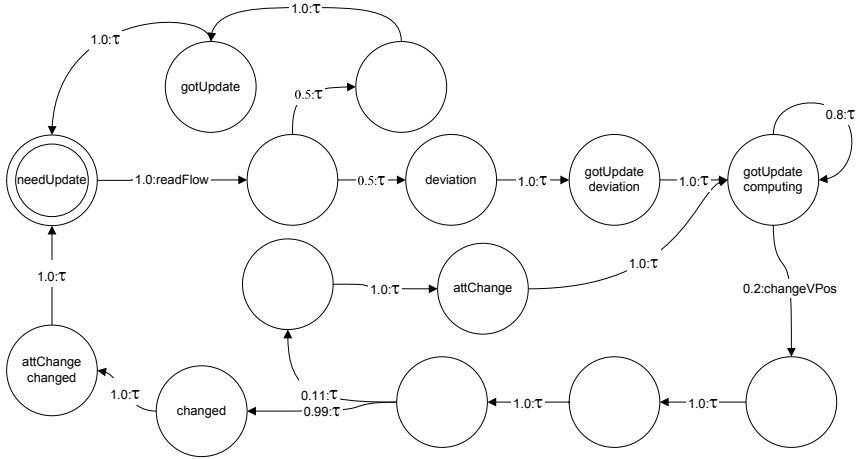 1.0:τ
1.0:τ
gotUpdate
0.5:τ
0.8:τ
needUpdate
1.0:readFlow
0.5:τ
deviation
1.0:τ
gotUpdate
deviation
1.0:τ
gotUpdate
computing
1.0:τ
1.0:τ
1.0:τ
attChange
0.2:changeVPos
attChange
changed
1.0:τ
changed
0.11:τ
0.99:τ
1.0:τ
1.0:τ